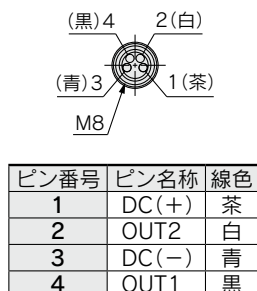 (黒)4 2(白)
(青)3 1(茶)
M8
ピン番号 ピン名称 線色
1 DC(+) 茶
2 OUT2 白
3 DC(−) 青
4 OUT1 黒